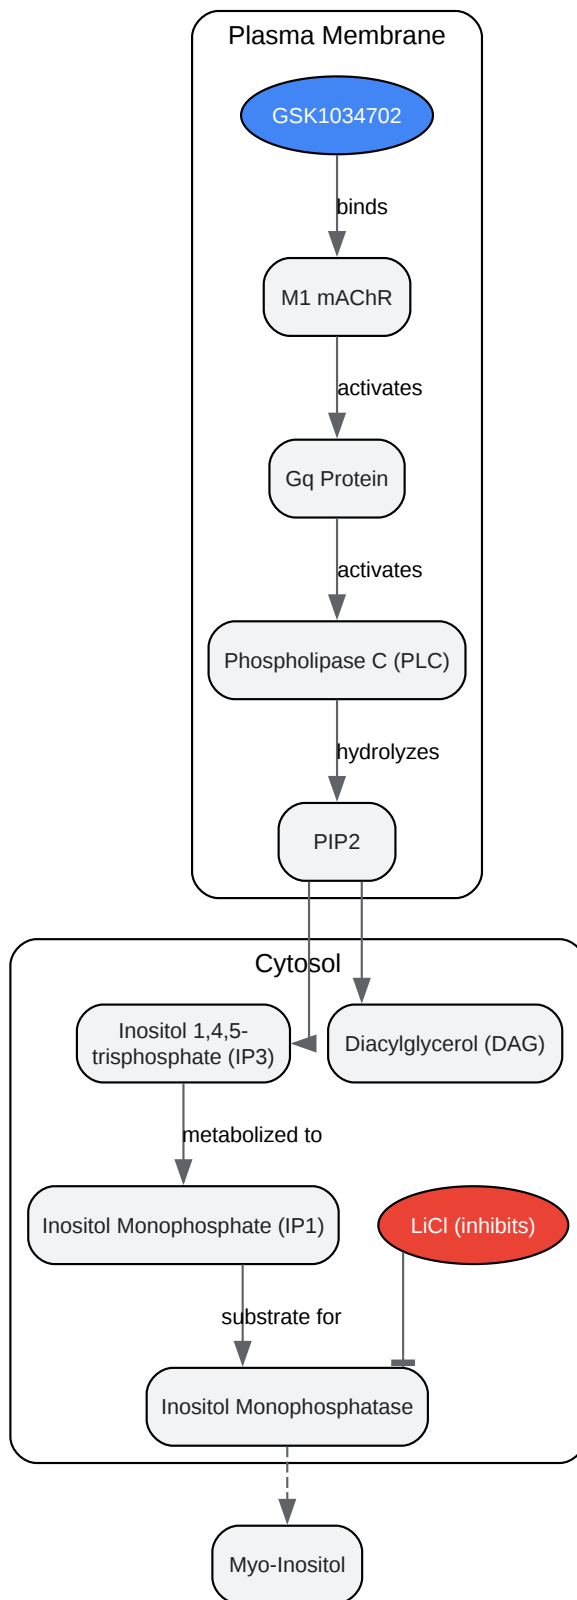 Plasma Membrane
GSK1034702
binds
M1 mAChR
activates
Gq Protein
activates
Phospholipase C (PLC)
hydrolyzes
PIP2
Cytosol
Inositol 1,4,5-
trisphosphate (IP3)
Diacylglycerol (DAG)
metabolized to
Inositol Monophosphate (IP1)
LiCl (inhibits)
substrate for
Inositol Monophosphatase
Myo-Inositol